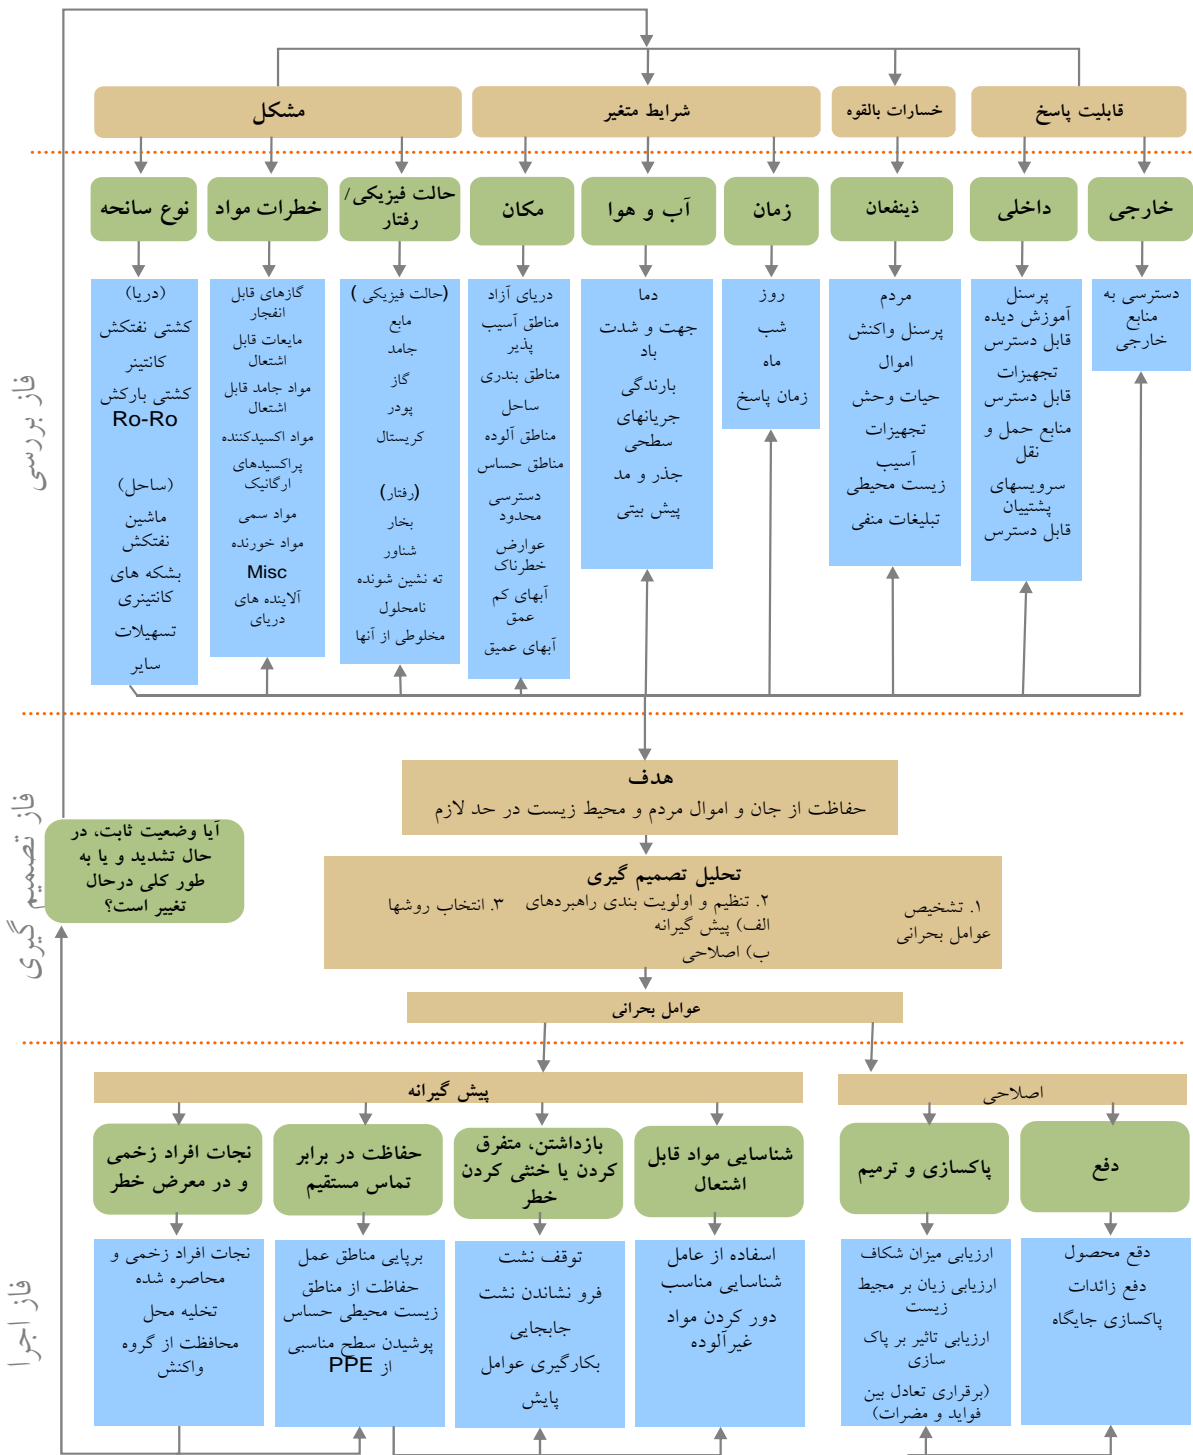 مشکل
شرایط متغیر
خسارات بالقوه
قابلیت پاسخ
نوع سانحه
خطرات مواد
حالت فیزیکی/
رفتار
مکان
آب و هوا
زمان
ذینفعان
داخلی
خارجی
(دریا)
کشتی نفتکش
کانتینر
کشتی بارکش
Ro-Ro
(ساحل)
ماشین
نفتکش
بشکه های
کانتینری
تسهیلات
سایر
گازهای قابل
انفجار
مایعات قابل
اشتعال
مواد جامد قابل
اشتعال
مواد اکسیدکننده
پراکسیدهای
ارگانیک
مواد سمی
مواد خورنده
Misc
آلاینده های
دریای
(حالت فیزیکی )
مایع
جامد
گاز
پودر
کریستال
(رفتار)
بخار
شناور
ته نشین شونده
نامحلول
مخلوطی از آنها
دریای آزاد
مناطق آسیب
پذیر
مناطق بندری
ساحل
مناطق آلوده
مناطق حساس
دسترسی
محدود
عوارض
خطرناک
آبهای کم
عمق
آبهای عمیق
دما
جهت و شدت
باد
بارندگی
جریانهای
سطحی
جذر و مد
پیش بیتی
روز
شب
ماه
زمان پاسخ
مردم
پرسنل واکنش
اموال
حیات وحش
تجهیزات
آسیب
زیست محیطی
تبلیغات منفی
پرسنل
آموزش دیده
قابل دسترس
تجهیزات
قابل دسترس
منابع حمل و
نقل
سرویسهای
پشتیبان
قابل دسترس
دسترسی به
منابع
خارجی
فاز بررسی
هدف
حفاظت از جان و اموال مردم و محیط زیست در حد لازم
تحلیل تصمیم گیری
۱. تشخیص
عوامل بحرانی
۲. تنظیم و اولویت بندی راهبردهای
الف) پیش گیرانه
ب) اصلاحی
۳. انتخاب روشها
عوامل بحرانی
آیا وضعیت ثابت، در
حال تشدید و یا به
طور کلی درحال
تغییر است؟
فاز تصمیم گیری
پیش گیرانه
اصلاحی
نجات افراد زخمی
و در معرض خطر
حفاظت در برابر
تماس مستقیم
بازداشتن، متفرق
کردن یا خنثی کردن
خطر
شناسایی مواد قابل
اشتعال
پاکسازی و ترمیم
دفع
نجات افراد زخمی و
محاصره شده
تخلیه محل
محافظت از گروه
واکنش
برپایی مناطق عمل
حفاظت از مناطق
زیست محیطی حساس
پوشیدن سطح مناسبی
از PPE
توقف نشت
فرو نشاندن نشت
جابجایی
بکارگیری عوامل
پایش
اسفاده از عامل
شناسایی مناسب
دور کردن مواد
غیرآلوده
ارزیابی میزان شکاف
ارزیابی زیان بر محیط
زیست
ارزیابی تاثیر بر پاک
سازی
(برقراری تعادل بین
فواید و مضرات)
دفع محصول
دفع زائدات
پاکسازی جایگاه
فاز اجرا